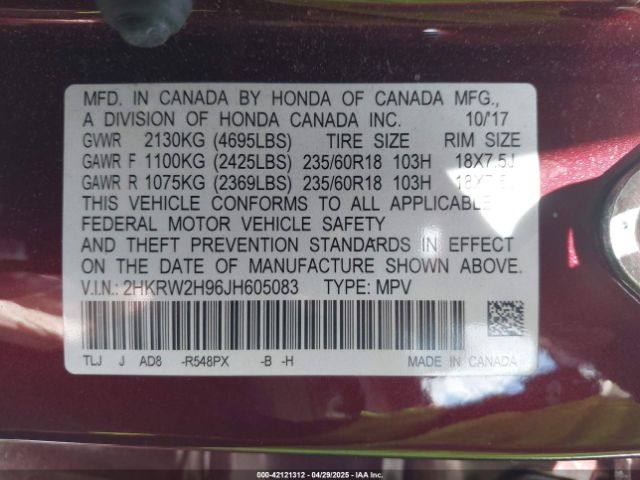 MFD. IN CANADA BY HONDA OF CANADA MFG.,
A DIVISION OF HONDA CANADA INC. 10/17
GVWR 2130KG (4695LBS) TIRE SIZE RIM SIZE
GAWR F 1100KG (2425LBS) 235/60R18 103H 18X7.5J
GAWR R 1075KG (2369LBS) 235/60R18 103H 18X7.5J
THIS VEHICLE CONFORMS TO ALL APPLICABLE
FEDERAL MOTOR VEHICLE SAFETY
AND THEFT PREVENTION STANDARDS IN EFFECT
ON THE DATE OF MANUFACTURE SHOWN ABOVE.
V.I.N.: 2HKRW2H96JH605083 TYPE: MPV
TLJ J AD8 -R548PX -B -H MADE IN CANADA
000-42121312 - 04/29/2025 - IAA Inc.